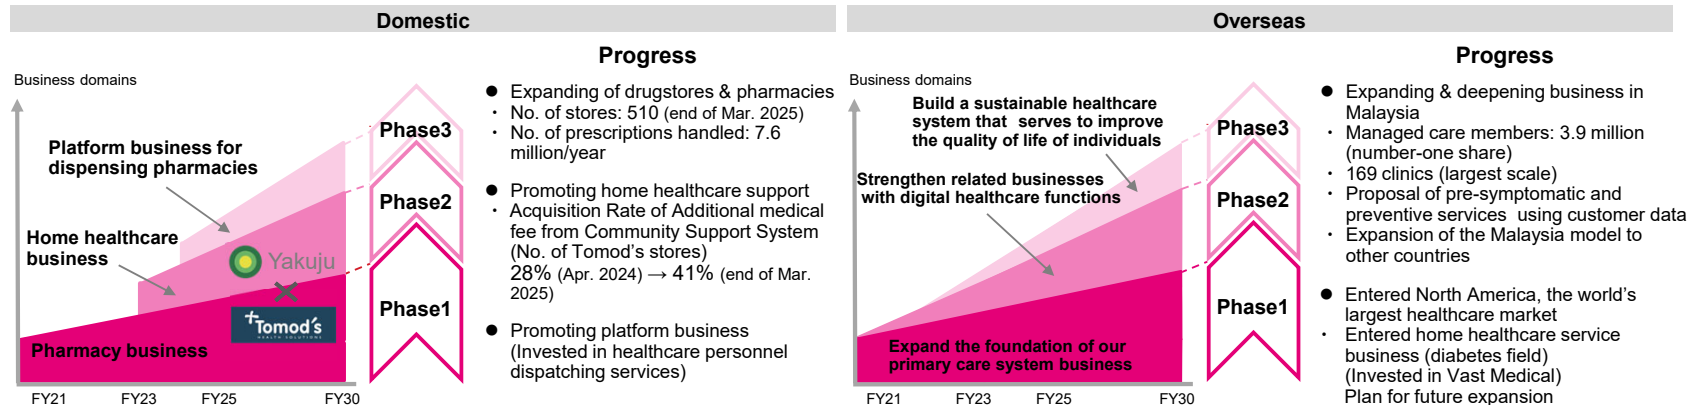 Domestic
Business domains
Platform business for
dispensing pharmacies
Home healthcare
business
Yakuju
Tomod's
HEALTH SOLUTIONS
Pharmacy business
FY21
FY23
FY25
FY30
Phase3
Phase2
Phase1
Progress
● Expanding of drugstores & pharmacies
・ No. of stores: 510 (end of Mar. 2025)
・ No. of prescriptions handled: 7.6
million/year
● Promoting home healthcare support
・ Acquisition Rate of Additional medical
fee from Community Support System
(No. of Tomod's stores)
28% (Apr. 2024) → 41% (end of Mar.
2025)
● Promoting platform business
(Invested in healthcare personnel
dispatching services)
Overseas
Business domains
Build a sustainable healthcare
system that serves to improve
the quality of life of individuals
Strengthen related businesses
with digital healthcare functions
Expand the foundation of our
primary care system business
FY21
FY23
FY25
FY30
Phase3
Phase2
Phase1
Progress
● Expanding & deepening business in
Malaysia
・ Managed care members: 3.9 million
(number-one share)
・ 169 clinics (largest scale)
・ Proposal of pre-symptomatic and
preventive services using customer data
・ Expansion of the Malaysia model to
other countries
● Entered North America, the world's
largest healthcare market
・ Entered home healthcare service
business (diabetes field)
(Invested in Vast Medical)
Plan for future expansion